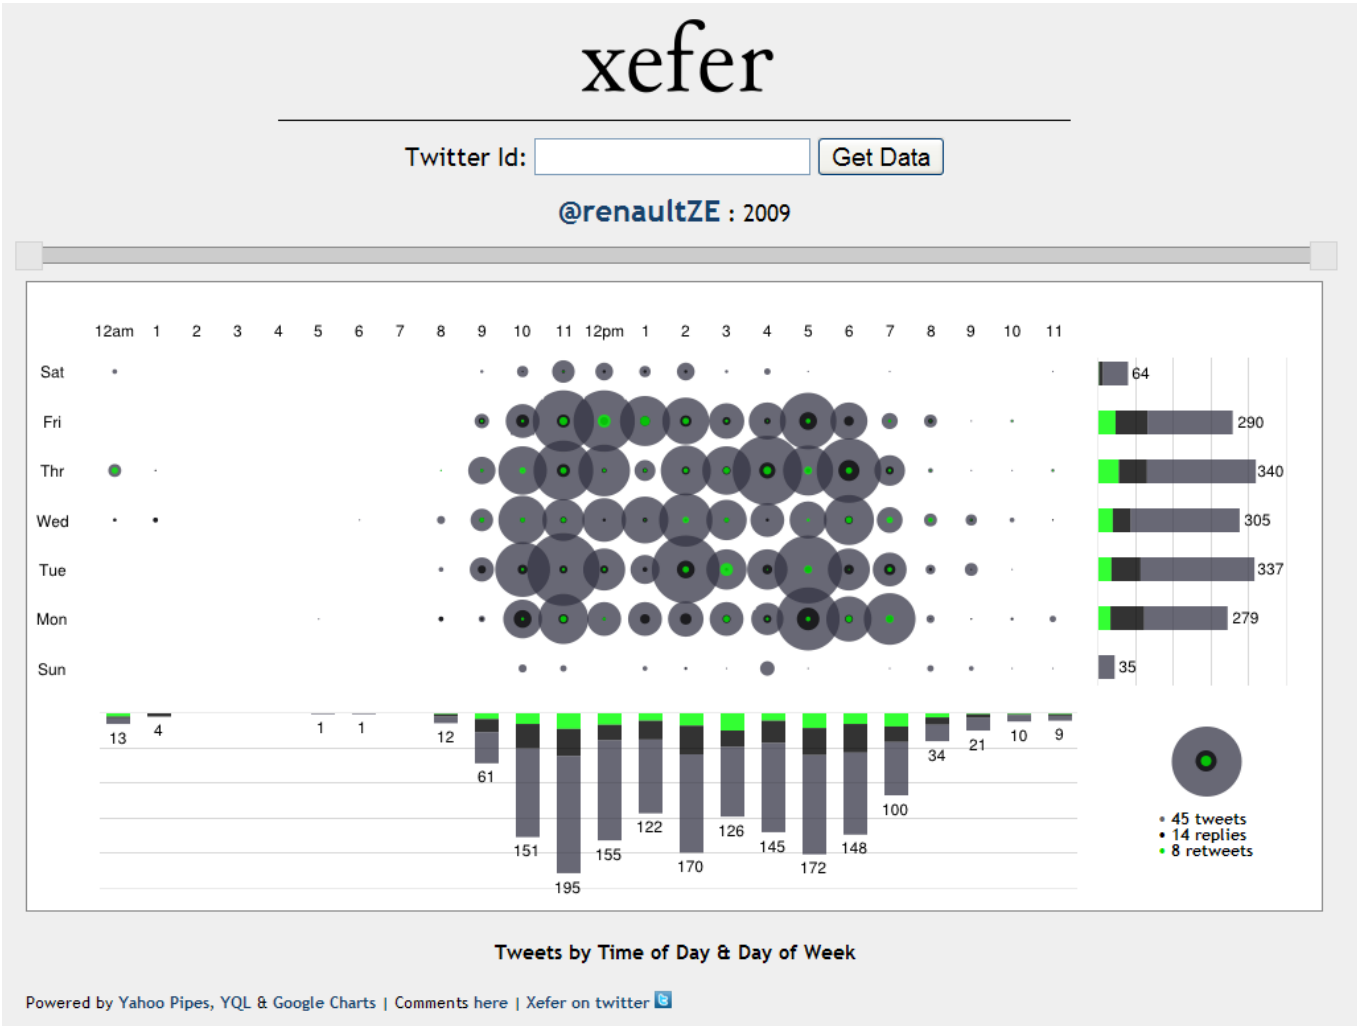 xefer
Twitter Id: Get Data
@renaultZE : 2009
12am 1 2 3 4 5 6 7 8 9 10 11 12pm 1 2 3 4 5 6 7 8 9 10 11
Sat 64
Fri 290
Thr 340
Wed 305
Tue 337
Mon 279
Sun 35
13 4 1 1 12 61 151 195 155 122 170 126 145 172 148 100 34 21 10 9
45 tweets
14 replies
8 retweets
Tweets by Time of Day & Day of Week
Powered by Yahoo Pipes, YQL & Google Charts | Comments here | Xefer on twitter